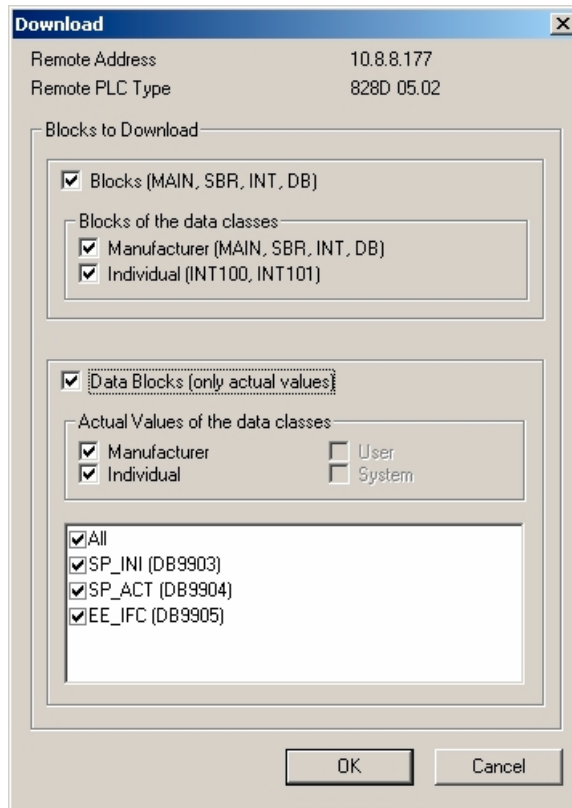 Download
Remote Address 10.8.8.177
Remote PLC Type 828D 05.02
Blocks to Download
Blocks (MAIN, SBR, INT, DB)
Blocks of the data classes
Manufacturer (MAIN, SBR, INT, DB)
Individual (INT100, INT101)
Data Blocks (only actual values)
Actual Values of the data classes
Manufacturer User
Individual System
All
SP_INI (DB9903)
SP_ACT (DB9904)
EE_IFC (DB9905)
OK Cancel